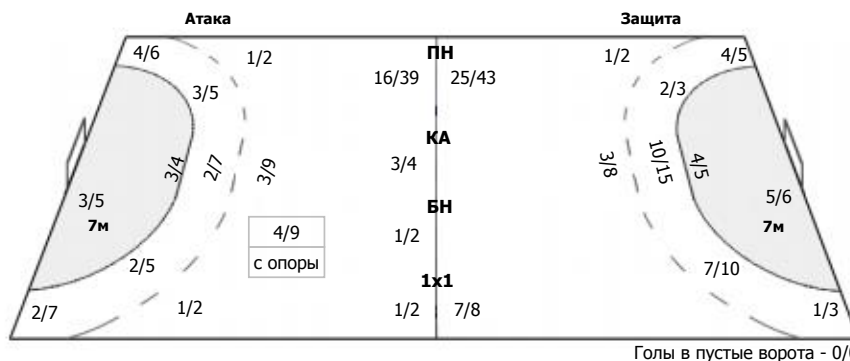 Атака Защита
4/6 1/2 ПН 1/2 4/5
16/39 25/43
3/5 2/3
КА
3/4 2/7 3/9 3/4 3/8 10/15 4/5
3/5 5/6
7м БН 7м
4/9 1/2
с опоры
2/5 7/10
1х1
2/7 1/2 1/2 7/8 1/3
Голы в пустые ворота - 0/